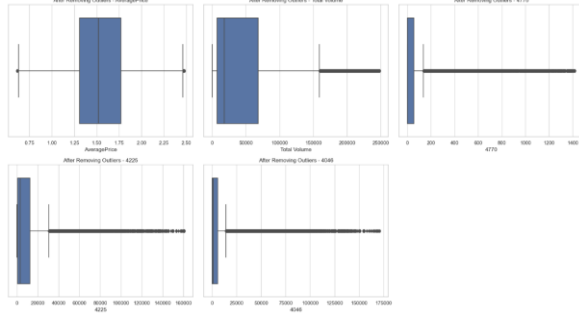 After Removing Outliers - AveragePrice
After Removing Outliers - Total Volume
After Removing Outliers - 4770
0.75 1.00 1.25 1.50 1.75 2.00 2.25 2.50
0 50000 100000 150000 200000 250000
0 200 400 600 800 1000 1200 1400
AveragePrice
Total Volume
4770
After Removing Outliers - 4225
After Removing Outliers - 4046
0 20000 40000 60000 80000 100000 120000 140000 160000
0 25000 50000 75000 100000 125000 150000 175000
4225
4046